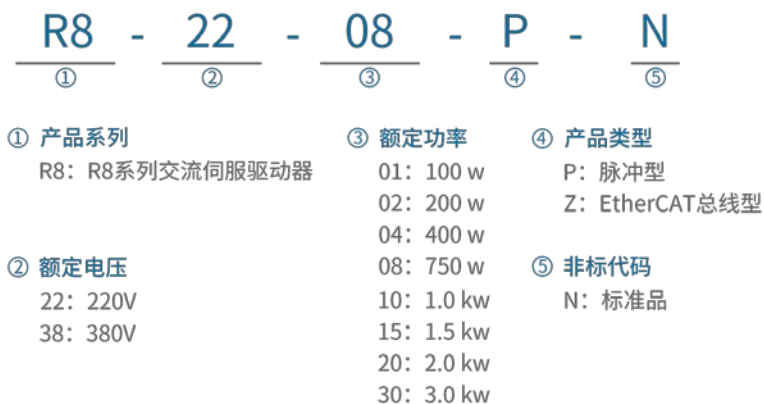 R8 - 22 - 08 - P - N
① ② ③ ④ ⑤
① 产品系列
R8：R8系列交流伺服驱动器
② 额定电压
22：220V
38：380V
③ 额定功率
01：100 w
02：200 w
04：400 w
08：750 w
10：1.0 kw
15：1.5 kw
20：2.0 kw
30：3.0 kw
④ 产品类型
P：脉冲型
Z：EtherCAT总线型
⑤ 非标代码
N：标准品